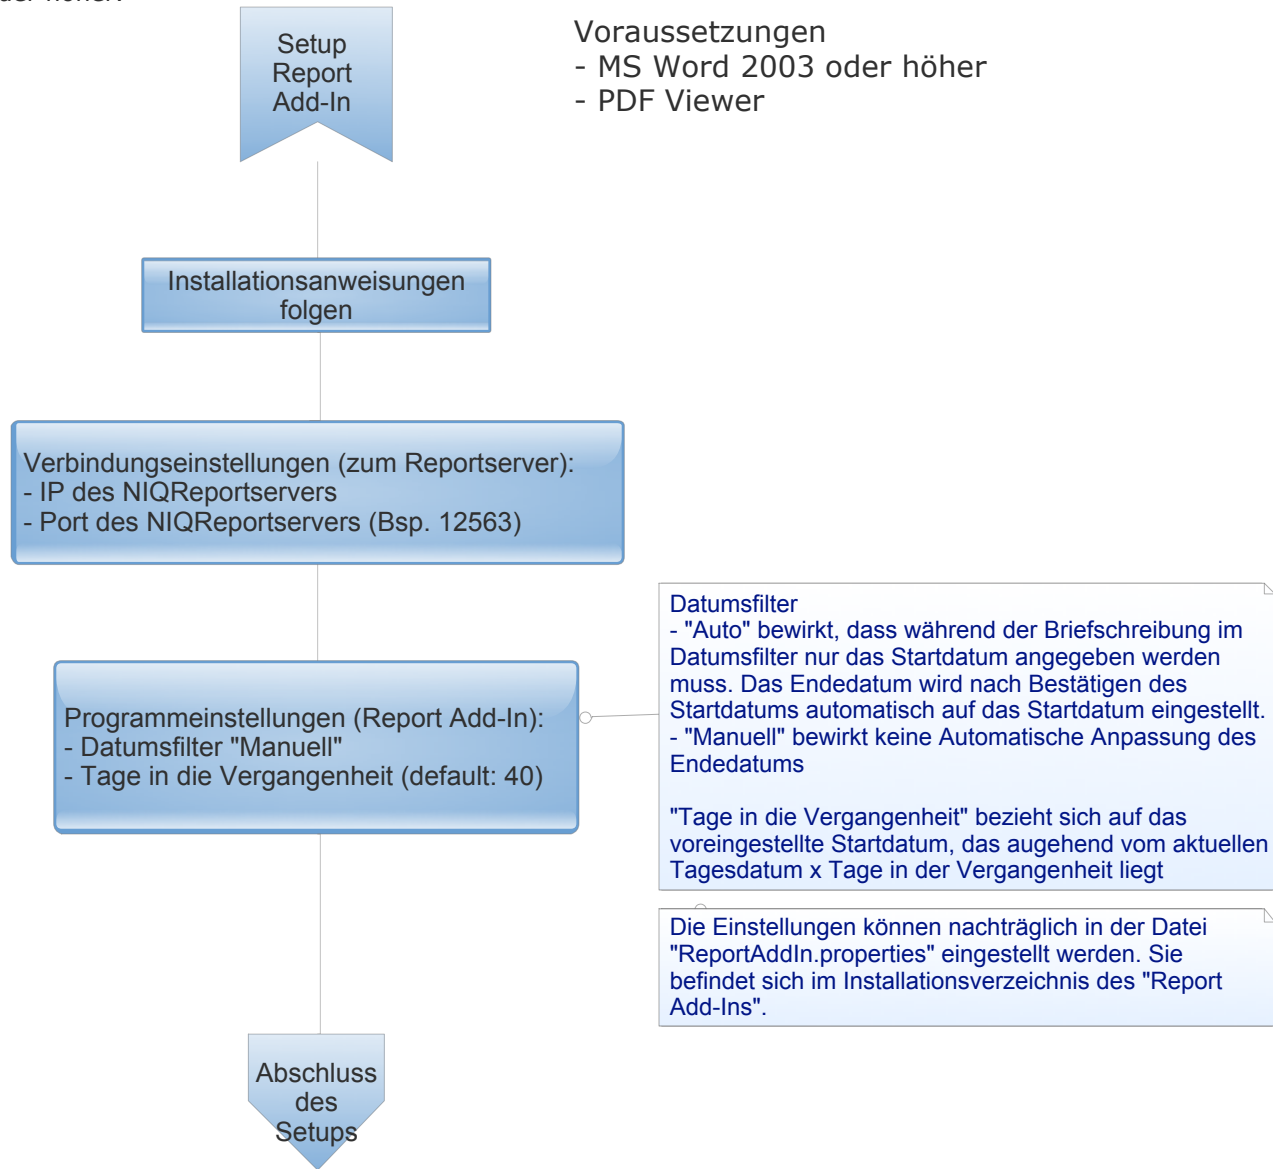 der höher.
Setup
Report
Add-In
Voraussetzungen
- MS Word 2003 oder höher
- PDF Viewer
Installationsanweisungen
folgen
Verbindungseinstellungen (zum Reportserver):
- IP des NIQReportservers
- Port des NIQReportservers (Bsp. 12563)
Programmeinstellungen (Report Add-In):
- Datumsfilter "Manuell"
- Tage in die Vergangenheit (default: 40)
Datumsfilter
- "Auto" bewirkt, dass während der Briefschreibung im
Datumsfilter nur das Startdatum angegeben werden
muss. Das Endedatum wird nach Bestätigen des
Startdatums automatisch auf das Startdatum eingestellt.
- "Manuell" bewirkt keine Automatische Anpassung des
Endedatums
"Tage in die Vergangenheit" bezieht sich auf das
voreingestellte Startdatum, das augehend vom aktuellen
Tagesdatum x Tage in der Vergangenheit liegt
Die Einstellungen können nachträglich in der Datei
"ReportAddIn.properties" eingestellt werden. Sie
befindet sich im Installationsverzeichnis des "Report
Add-Ins".
Abschluss
des
Setups